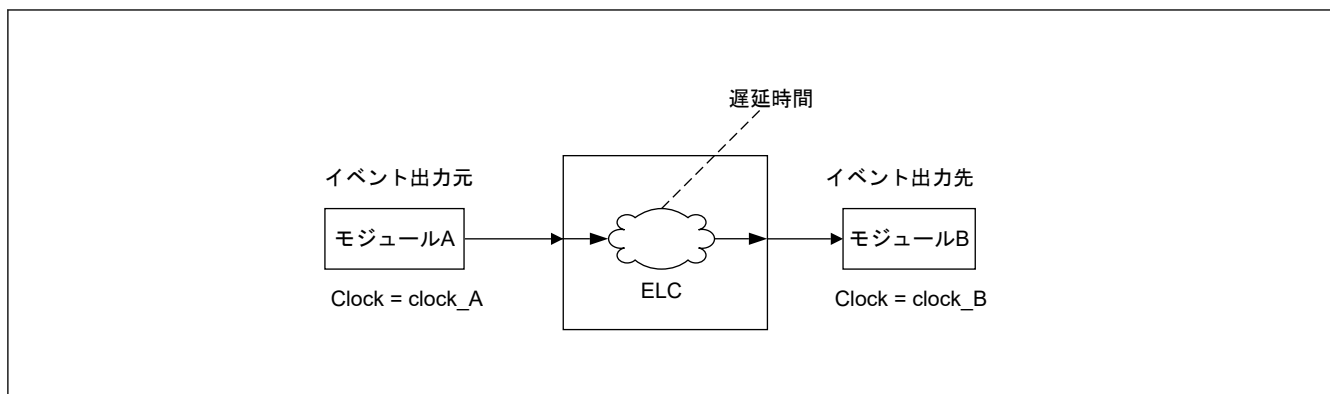 遅延時間
イベント出力元
イベント出力先
モジュールA
モジュールB
ELC
Clock = clock_A
Clock = clock_B